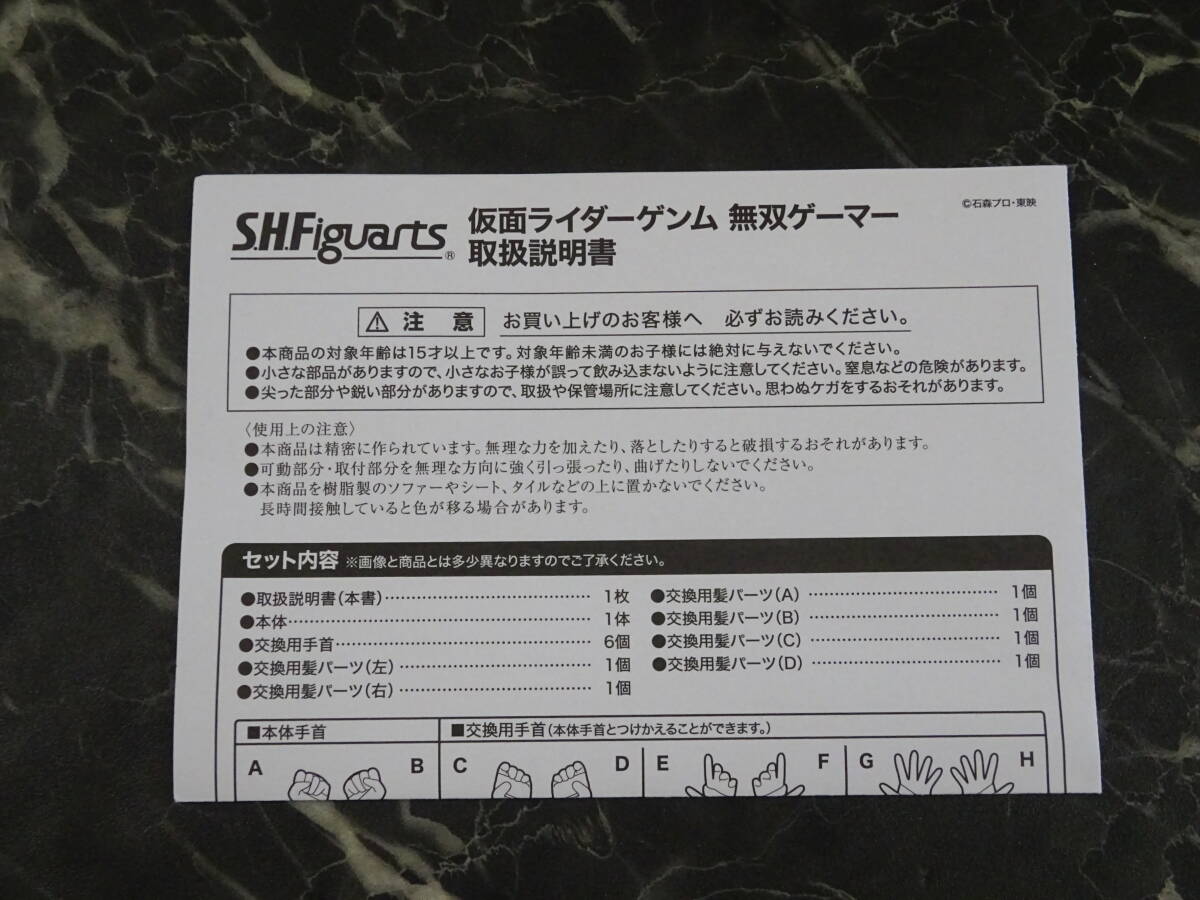 S.H.Figuarts® 仮面ライダーゲンム 無双ゲーマー
取扱説明書
©石森プロ・東映
⚠ 注 意 お買い上げのお客様へ 必ずお読みください。
●本商品の対象年齢は15才以上です。対象年齢未満のお子様には絶対に与えないでください。
●小さな部品がありますので、小さなお子様が誤って飲み込まないように注意してください。窒息などの危険があります。
●尖った部分や鋭い部分がありますので、取扱や保管場所に注意してください。思わぬケガをするおそれがあります。
〈使用上の注意〉
●本商品は精密に作られています。無理な力を加えたり、落としたりすると破損するおそれがあります。
●可動部分・取付部分を無理な方向に強く引っ張ったり、曲げたりしないでください。
●本商品を樹脂製のソファーやシート、タイルなどの上に置かないでください。
長時間接触していると色が移る場合があります。
セット内容 ※画像と商品とは多少異なりますのでご了承ください。
●取扱説明書(本書)…………………… 1枚
●本体…………………… 1体
●交換用手首…………………… 6個
●交換用髪パーツ(左)…………………… 1個
●交換用髪パーツ(右)…………………… 1個
●交換用髪パーツ(A)…………………… 1個
●交換用髪パーツ(B)…………………… 1個
●交換用髪パーツ(C)…………………… 1個
●交換用髪パーツ(D)…………………… 1個
■本体手首
■交換用手首(本体手首とつけかえることができます。)
A B C D E F G H